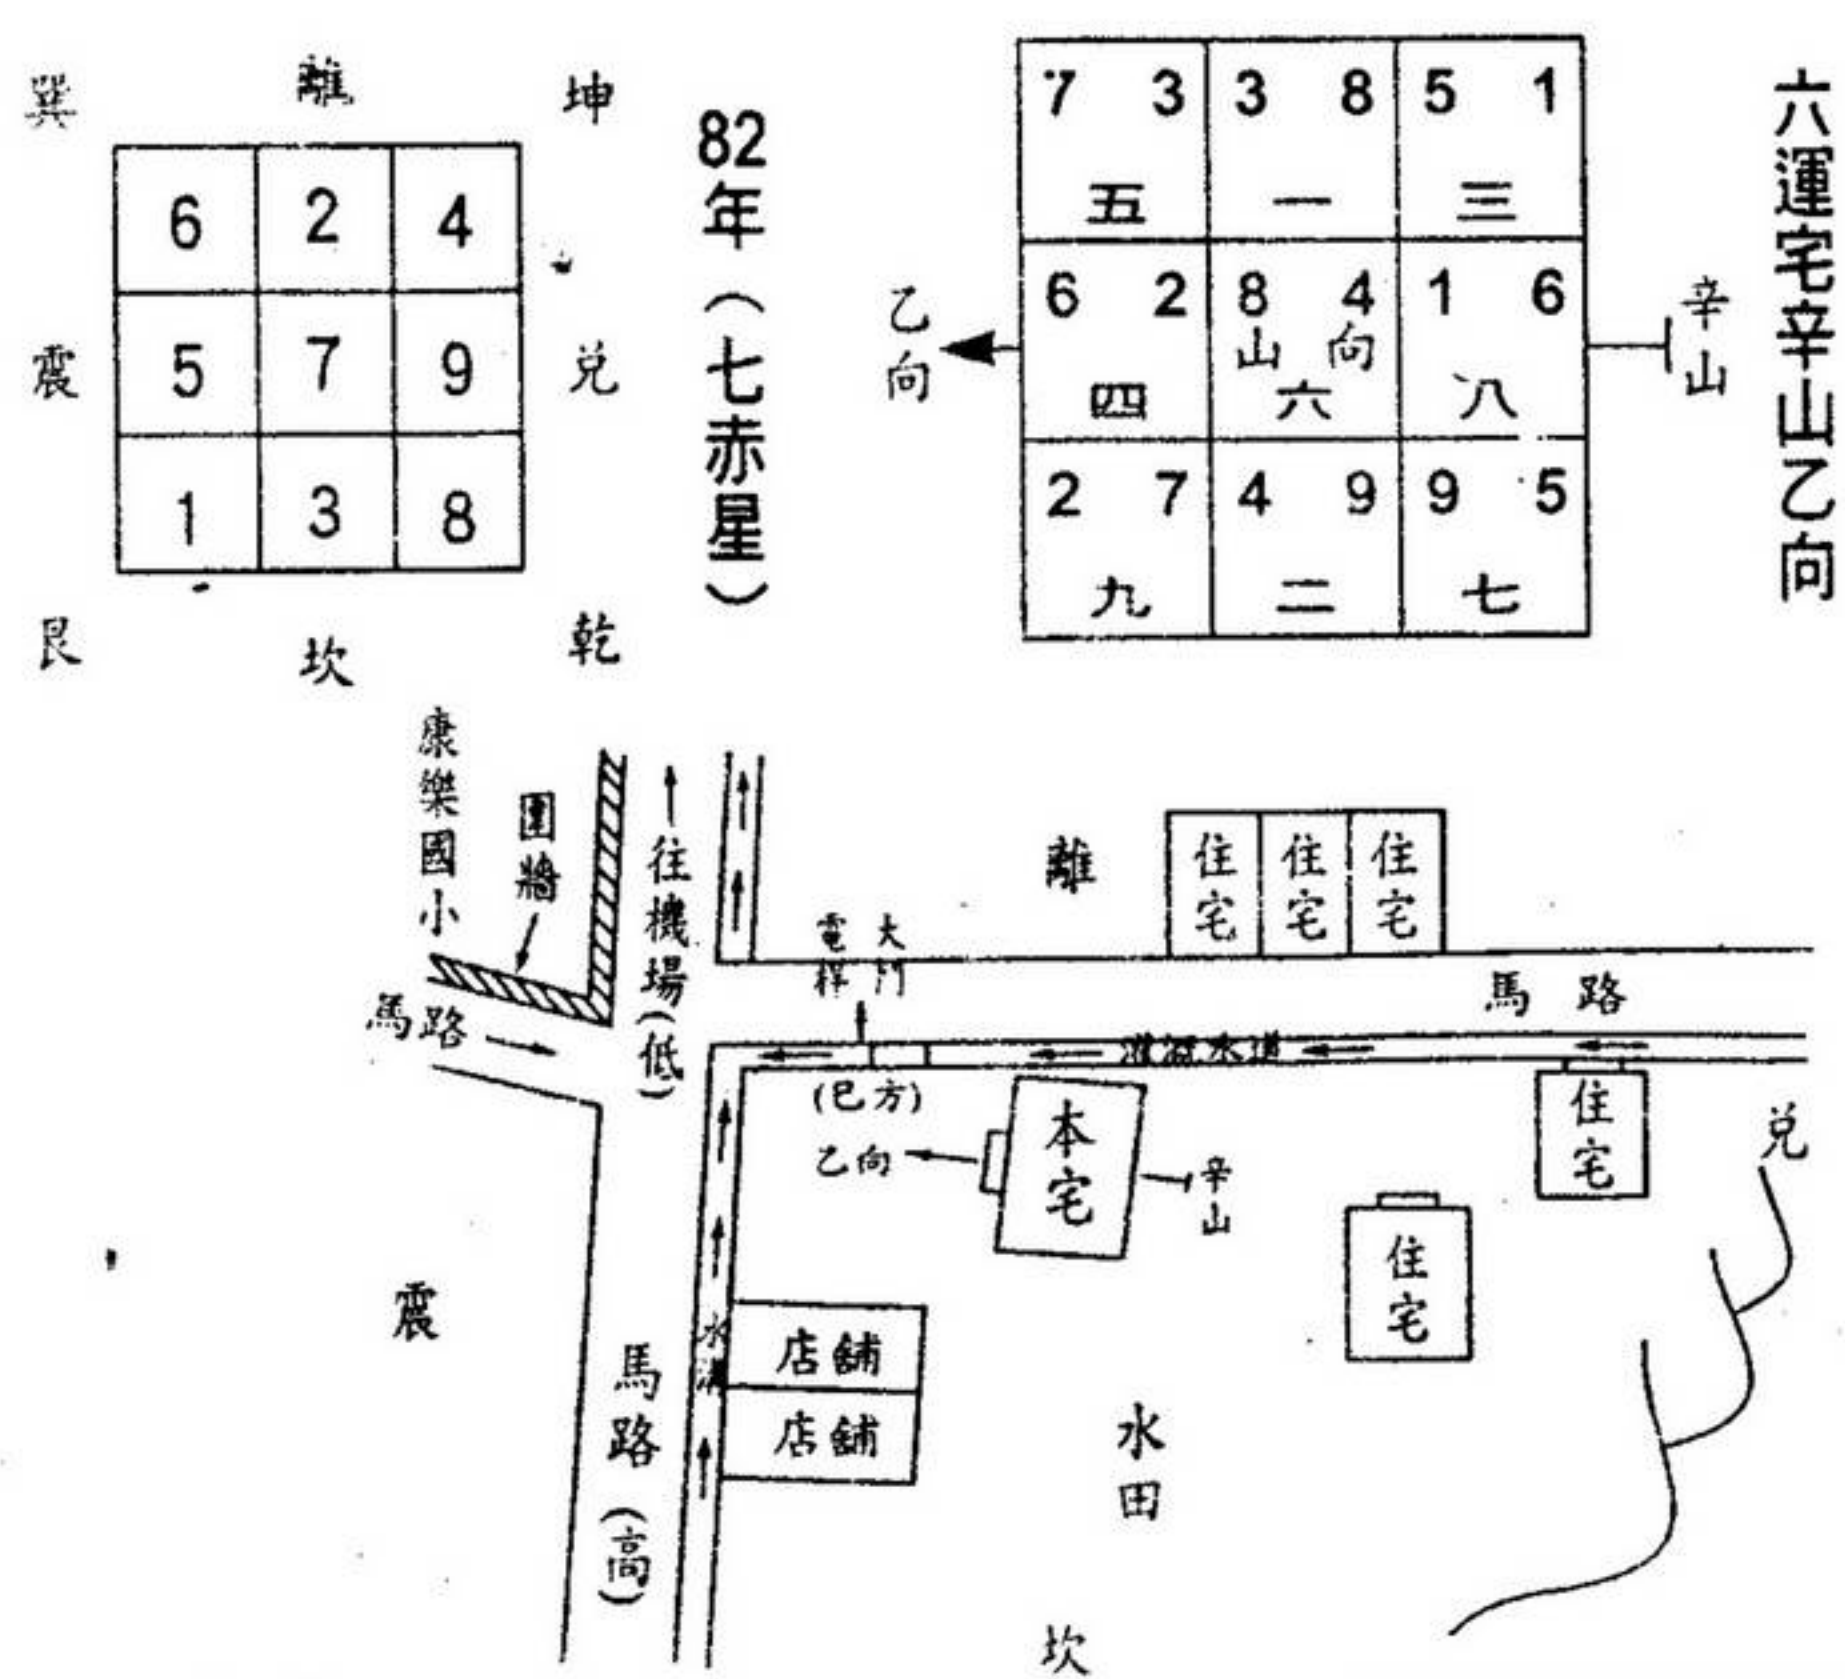 巽 離 坤
6 2 4
震 5 7 9 兌
1 3 8
艮 坎 乾
82年（七赤星）
7 3 3 8 5 1
五 一 三
乙向 6 2 8 4 1 6 辛山
山 向
四 六 八
2 7 4 9 9 5
九 二 七
六運宅辛山乙向
康樂國小
圍牆
往機場(低)
馬路
電桿
大門
離
住宅 住宅 住宅
馬路
灌溉水道
(巳方)
乙向
本宅
辛山
住宅
住宅
兌
震
馬路(高)
水溝
店舖
店舖
水田
坎